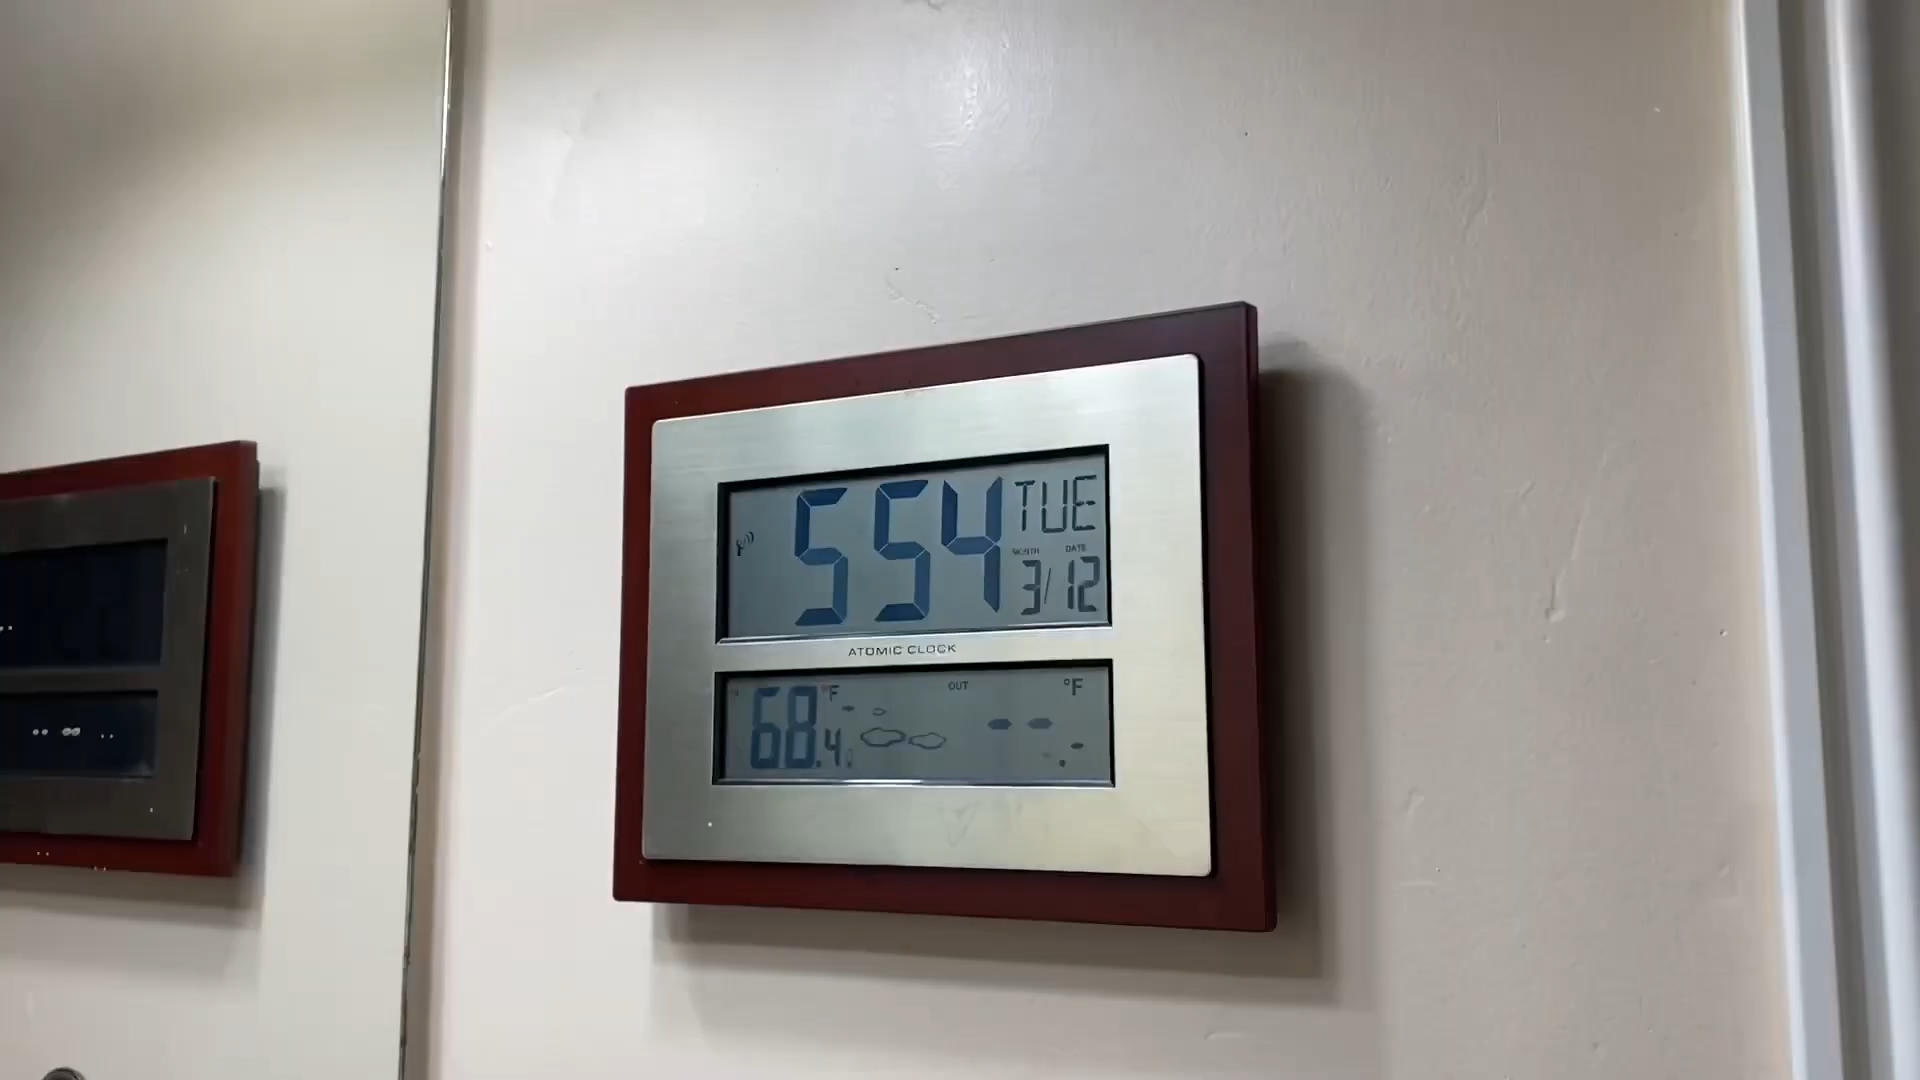 554 TUE
MONTH DATE
3/12
ATOMIC CLOCK
68.4 °F OUT °F